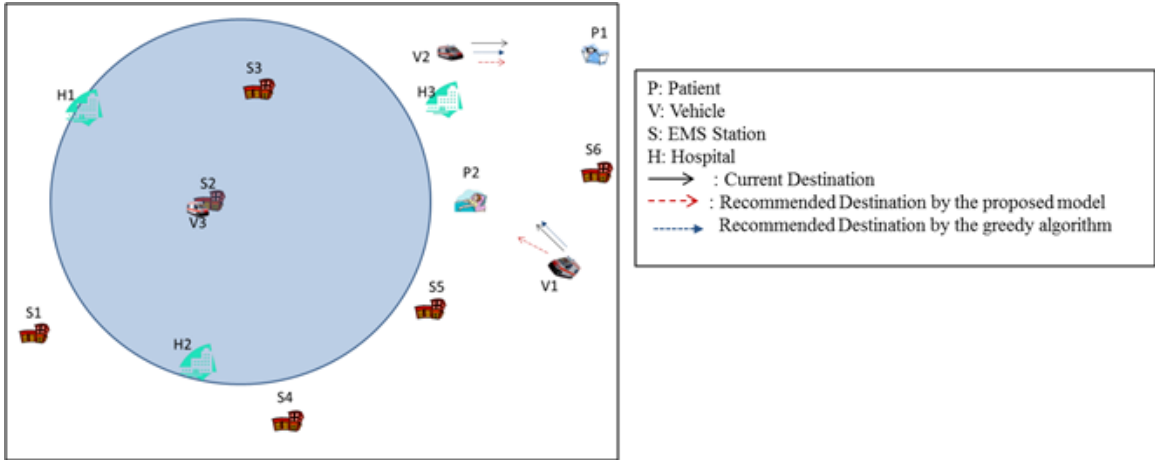 P1
V2
S3
H1
H3
S6
P2
S2
V3
V1
S5
S1
H2
S4
P: Patient
V: Vehicle
S: EMS Station
H: Hospital
: Current Destination
: Recommended Destination by the proposed model
Recommended Destination by the greedy algorithm